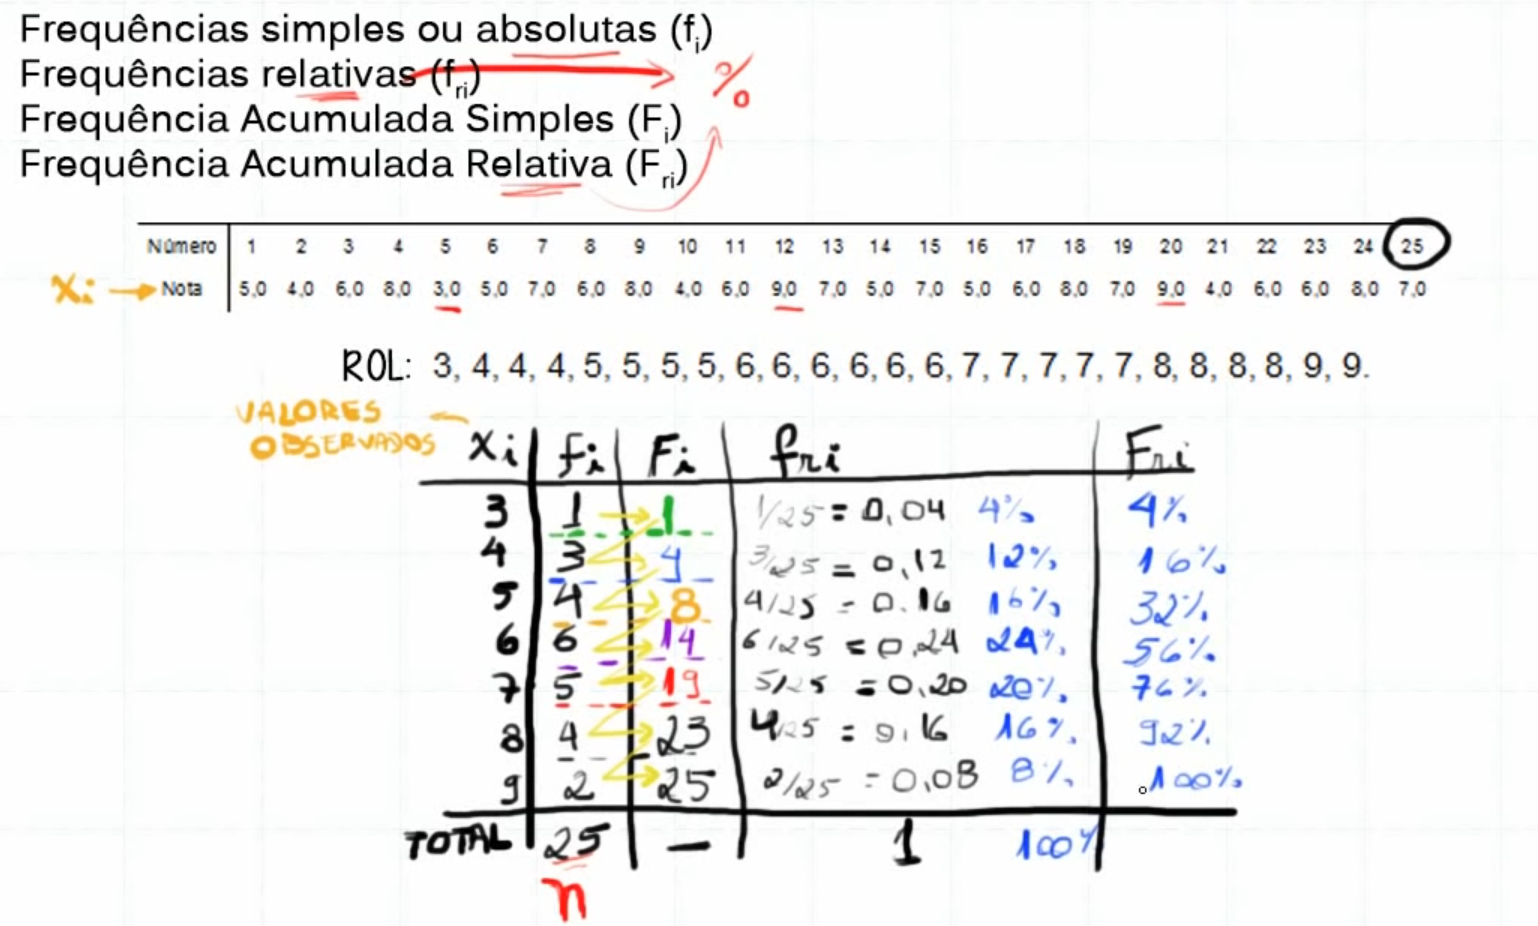 Frequências simples ou absolutas (fi)
Frequências relativas (fri) %
Frequência Acumulada Simples (Fi)
Frequência Acumulada Relativa (Fri)
Número 1 2 3 4 5 6 7 8 9 10 11 12 13 14 15 16 17 18 19 20 21 22 23 24 25
xi → Nota 5,0 4,0 6,0 8,0 3,0 5,0 7,0 6,0 8,0 4,0 6,0 9,0 7,0 5,0 7,0 5,0 6,0 8,0 7,0 9,0 4,0 6,0 6,0 8,0 7,0
ROL: 3, 4, 4, 4, 5, 5, 5, 5, 6, 6, 6, 6, 6, 6, 7, 7, 7, 7, 7, 8, 8, 8, 8, 9, 9.
VALORES
OBSERVADOS
xi fi Fi fri Fri
3 1 1 1/25 = 0,04 4% 4%
4 3 4 3/25 = 0,12 12% 16%
5 4 8 4/25 = 0.16 16% 32%
6 6 14 6/25 = 0,24 24% 56%
7 5 19 5/25 = 0,20 20% 76%
8 4 23 4/25 = 0,16 16% 92%
9 2 25 2/25 = 0,08 8% 100%
TOTAL 25 — 1 100%
n